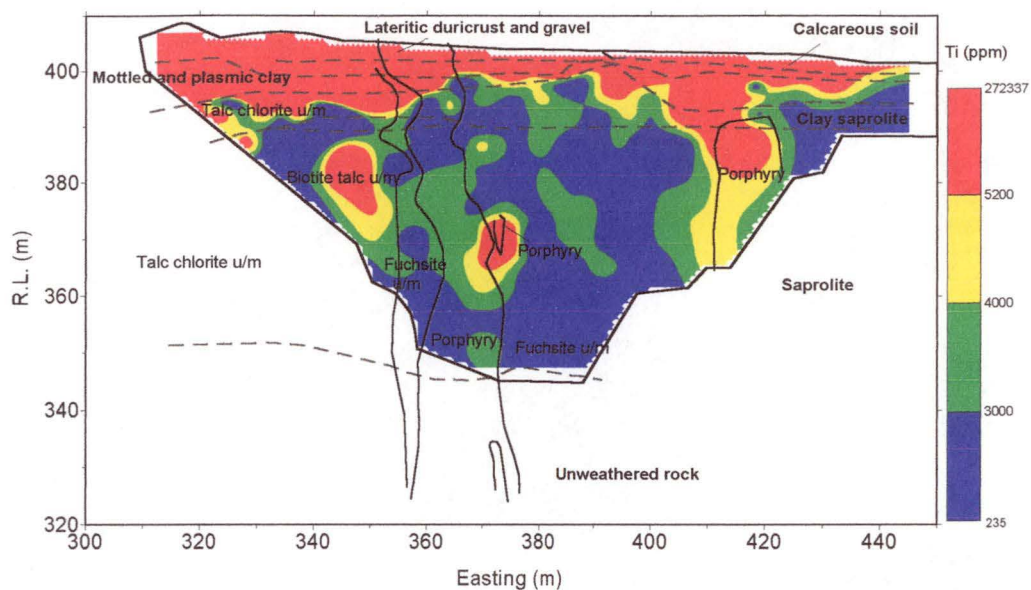 Lateritic duricrust and gravel
Calcareous soil
Ti (ppm)
272337
5200
4000
3000
235
Mottled and plasmic clay
Talc chlorite u/m
Clay saprolite
Biotite talc u/m
Porphyry
Talc chlorite u/m
Fuchsite
u/m
Porphyry
Saprolite
Porphyry
Fuchsite u/m
Unweathered rock
R.L. (m)
400
380
360
340
320
300
320
340
360
380
400
420
440
Easting (m)